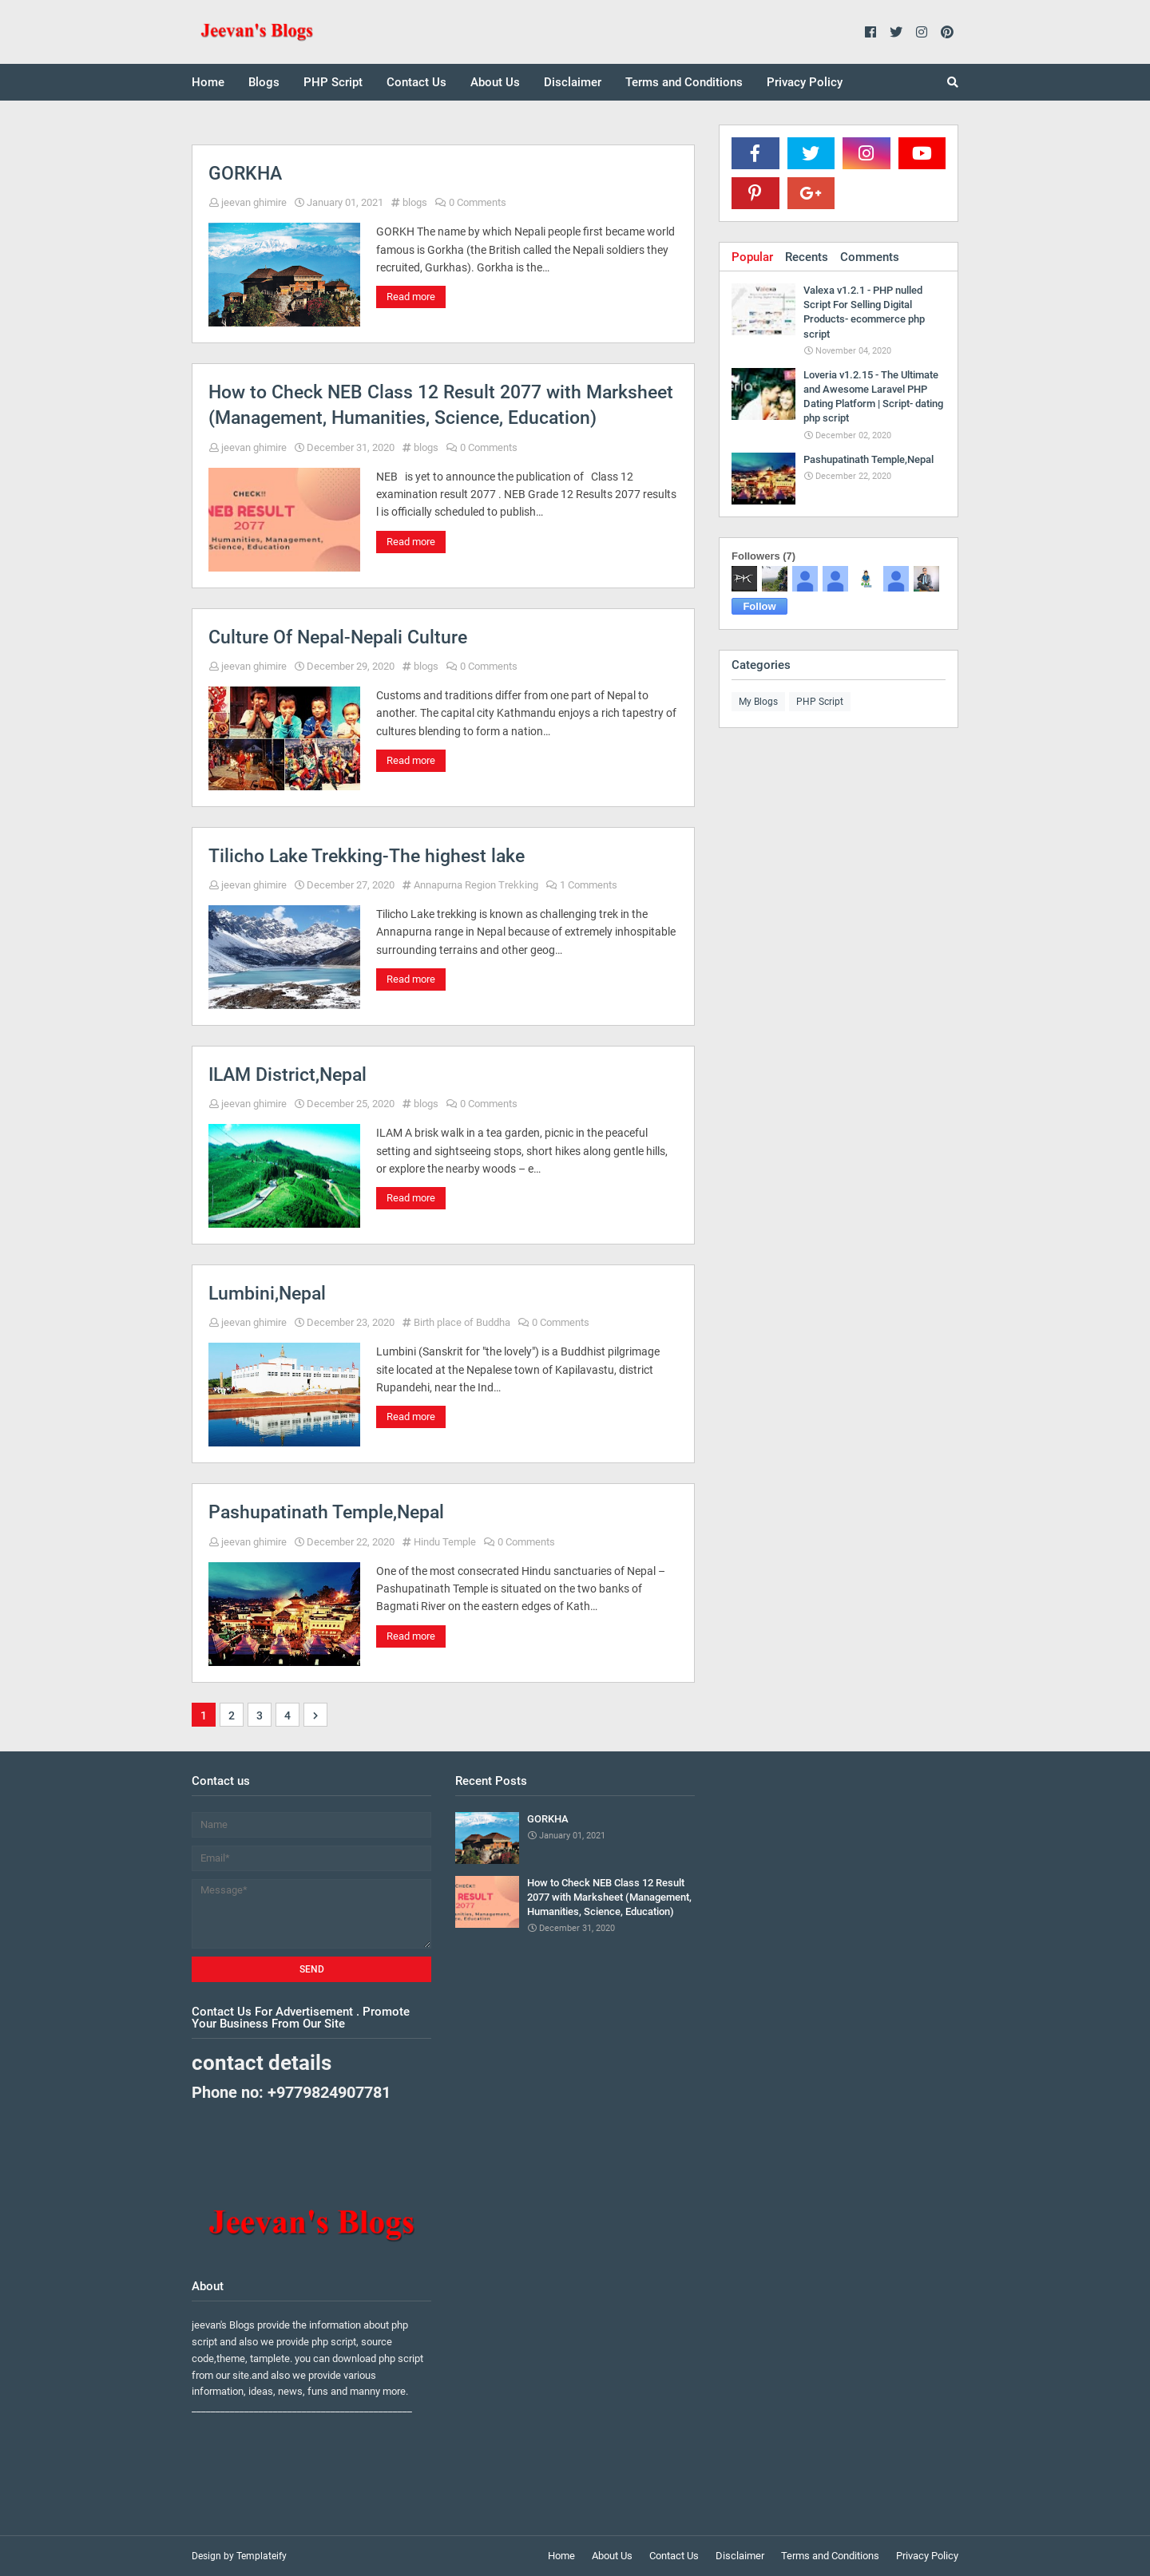 Jeevan's Blogs
Home Blogs PHP Script Contact Us About Us Disclaimer Terms and Conditions Privacy Policy
GORKHA
jeevan ghimire January 01, 2021 # blogs 0 Comments
GORKH The name by which Nepali people first became world
famous is Gorkha (the British called the Nepali soldiers they
recruited, Gurkhas). Gorkha is the...
Read more
How to Check NEB Class 12 Result 2077 with Marksheet
(Management, Humanities, Science, Education)
jeevan ghimire December 31, 2020 # blogs 0 Comments
CHECK!!
NEB RESULT
2077
Humanities, Management,
Science, Education
NEB is yet to announce the publication of Class 12
examination result 2077 . NEB Grade 12 Results 2077 results
l is officially scheduled to publish...
Read more
Culture Of Nepal-Nepali Culture
jeevan ghimire December 29, 2020 # blogs 0 Comments
Customs and traditions differ from one part of Nepal to
another. The capital city Kathmandu enjoys a rich tapestry of
cultures blending to form a nation...
Read more
Tilicho Lake Trekking-The highest lake
jeevan ghimire December 27, 2020 # Annapurna Region Trekking 1 Comments
Tilicho Lake trekking is known as challenging trek in the
Annapurna range in Nepal because of extremely inhospitable
surrounding terrains and other geog...
Read more
ILAM District,Nepal
jeevan ghimire December 25, 2020 # blogs 0 Comments
ILAM A brisk walk in a tea garden, picnic in the peaceful
setting and sightseeing stops, short hikes along gentle hills,
or explore the nearby woods – e...
Read more
Lumbini,Nepal
jeevan ghimire December 23, 2020 # Birth place of Buddha 0 Comments
Lumbini (Sanskrit for "the lovely") is a Buddhist pilgrimage
site located at the Nepalese town of Kapilavastu, district
Rupandehi, near the Ind...
Read more
Pashupatinath Temple,Nepal
jeevan ghimire December 22, 2020 # Hindu Temple 0 Comments
One of the most consecrated Hindu sanctuaries of Nepal –
Pashupatinath Temple is situated on the two banks of
Bagmati River on the eastern edges of Kath...
Read more
1 2 3 4
Popular Recents Comments
Valexa
Valexa v1.2.1 - PHP nulled
Script For Selling Digital
Products- ecommerce php
script
November 04, 2020
eria
Loveria v1.2.15 - The Ultimate
and Awesome Laravel PHP
Dating Platform | Script- dating
php script
December 02, 2020
Pashupatinath Temple,Nepal
December 22, 2020
Followers (7)
Follow
Categories
My Blogs PHP Script
Contact us
Name
Email*
Message*
SEND
Contact Us For Advertisement . Promote
Your Business From Our Site
contact details
Phone no: +9779824907781
Jeevan's Blogs
About
jeevan's Blogs provide the information about php
script and also we provide php script, source
code,theme, tamplete. you can download php script
from our site.and also we provide various
information, ideas, news, funs and manny more.
Recent Posts
GORKHA
January 01, 2021
CHECK!!
RESULT
2077
How to Check NEB Class 12 Result
2077 with Marksheet (Management,
Humanities, Science, Education)
December 31, 2020
Design by Templateify
Home About Us Contact Us Disclaimer Terms and Conditions Privacy Policy